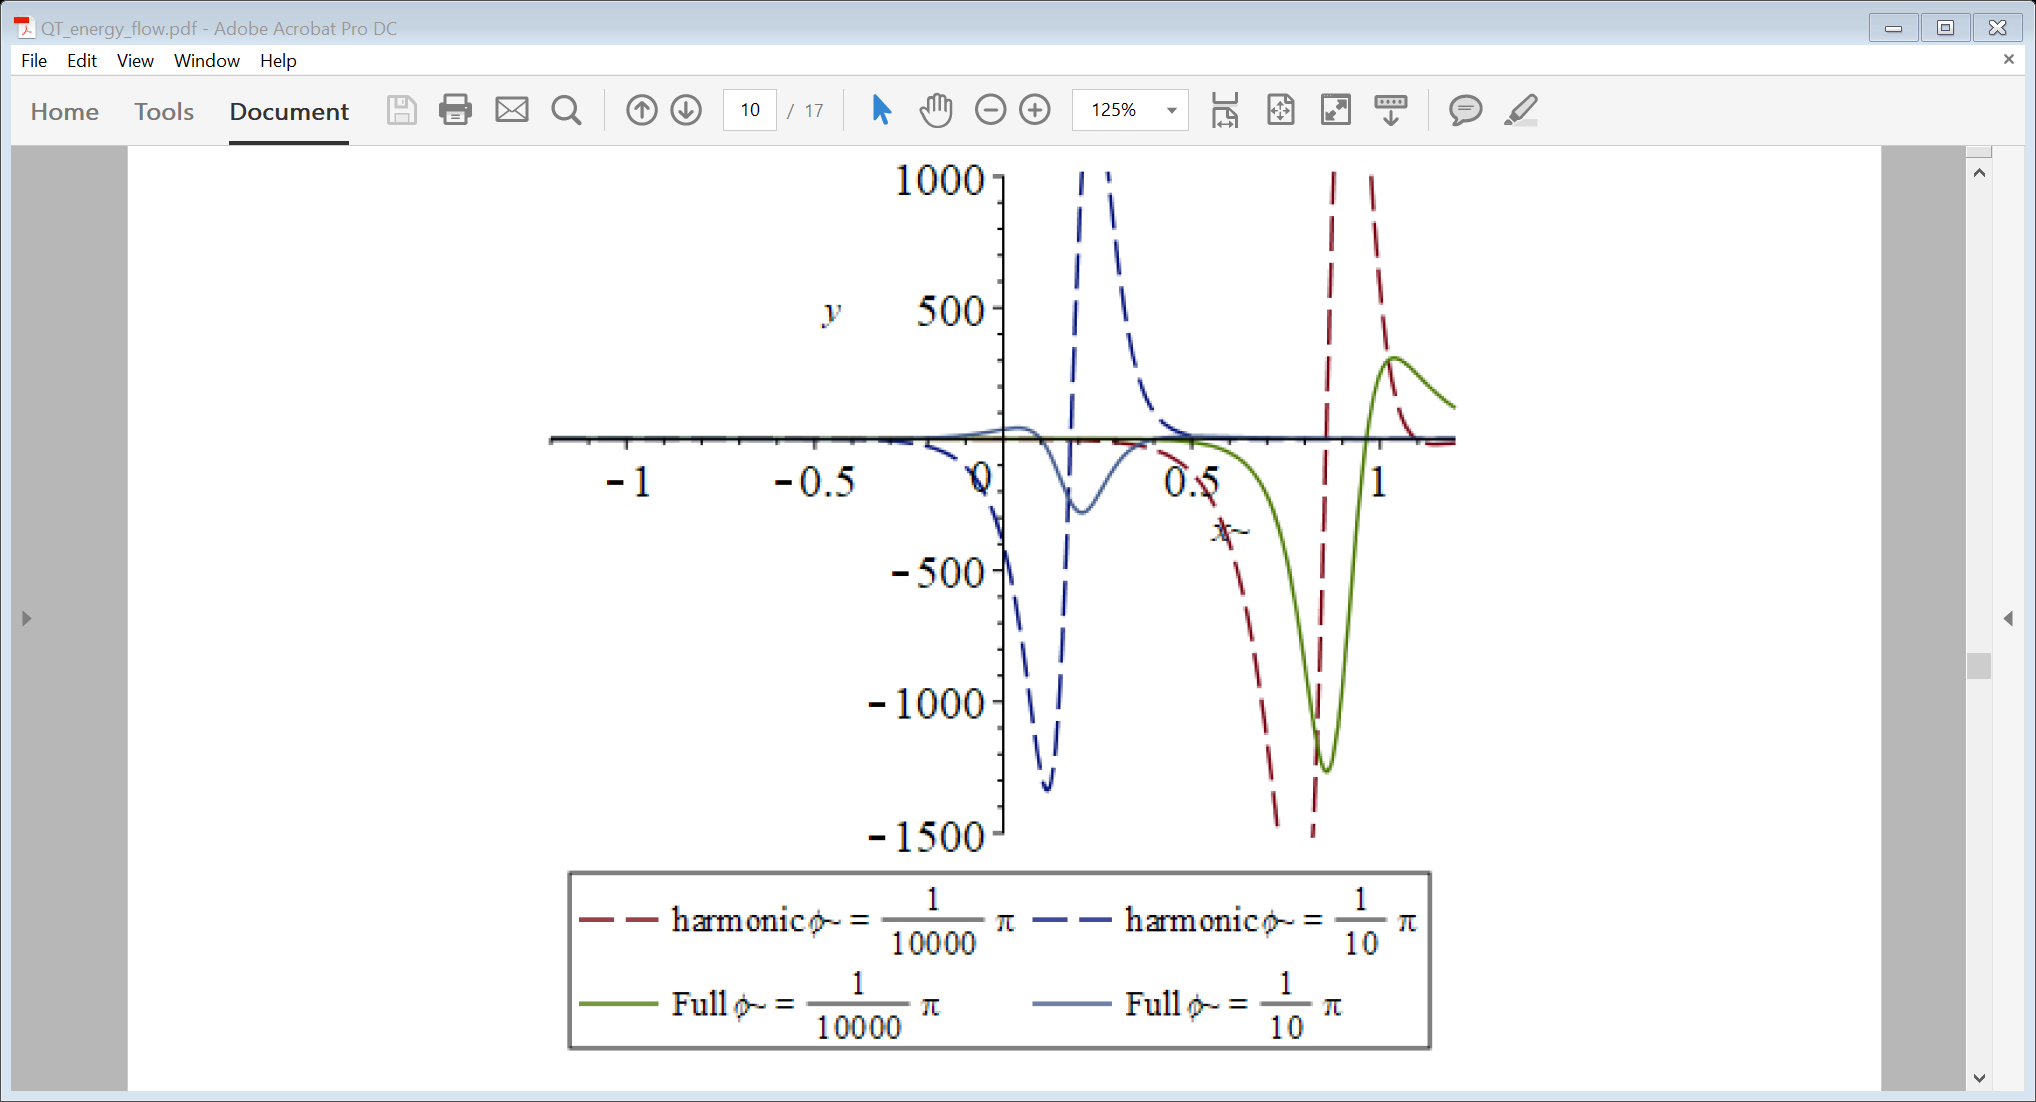 QT_energy_flow.pdf - Adobe Acrobat Pro DC
File Edit View Window Help
Home Tools Document 10 / 17 125%
1000
y 500
-1 -0.5 0 0.5 1
x~
-500
-1000
-1500
harmonic ϕ~ = 1/10000 π harmonic ϕ~ = 1/10 π
Full ϕ~ = 1/10000 π Full ϕ~ = 1/10 π